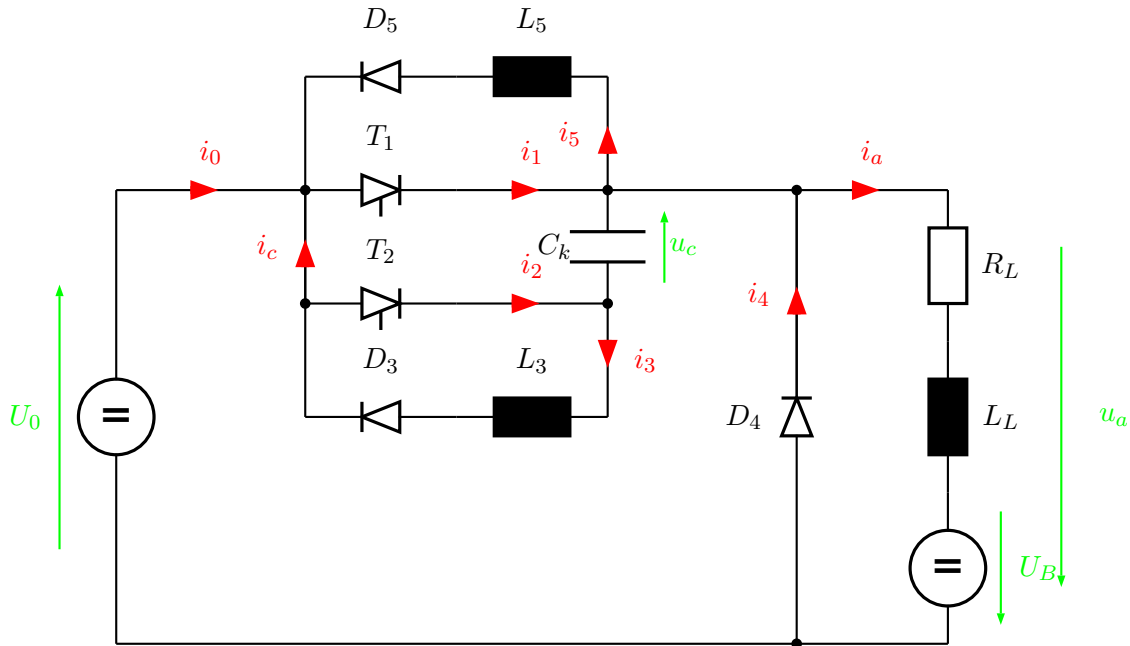 D5 L5
T1
i0 i1 i5 ia
ic T2 Ck uc RL
i2
i4
D3 L3 i3
U0 = D4 LL ua
= UB